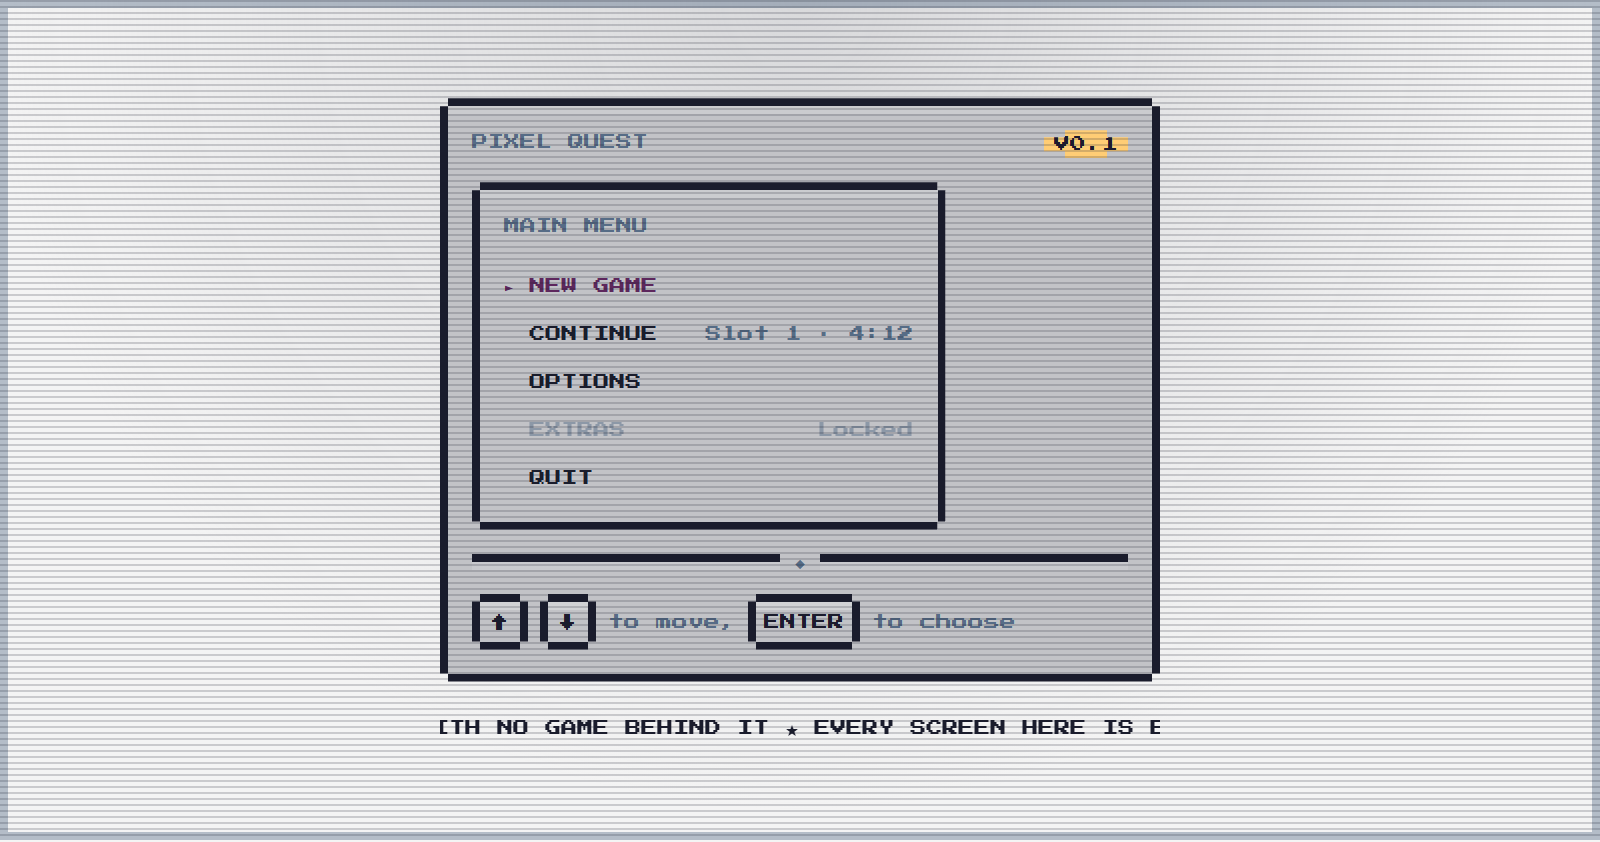 PIXEL QUEST V0.1
MAIN MENU
► NEW GAME
CONTINUE Slot 1 · 4:12
OPTIONS
EXTRAS Locked
QUIT
↑ ↓ to move, ENTER to choose
NO GAME BEHIND IT ★ EVERY SCREEN HERE IS